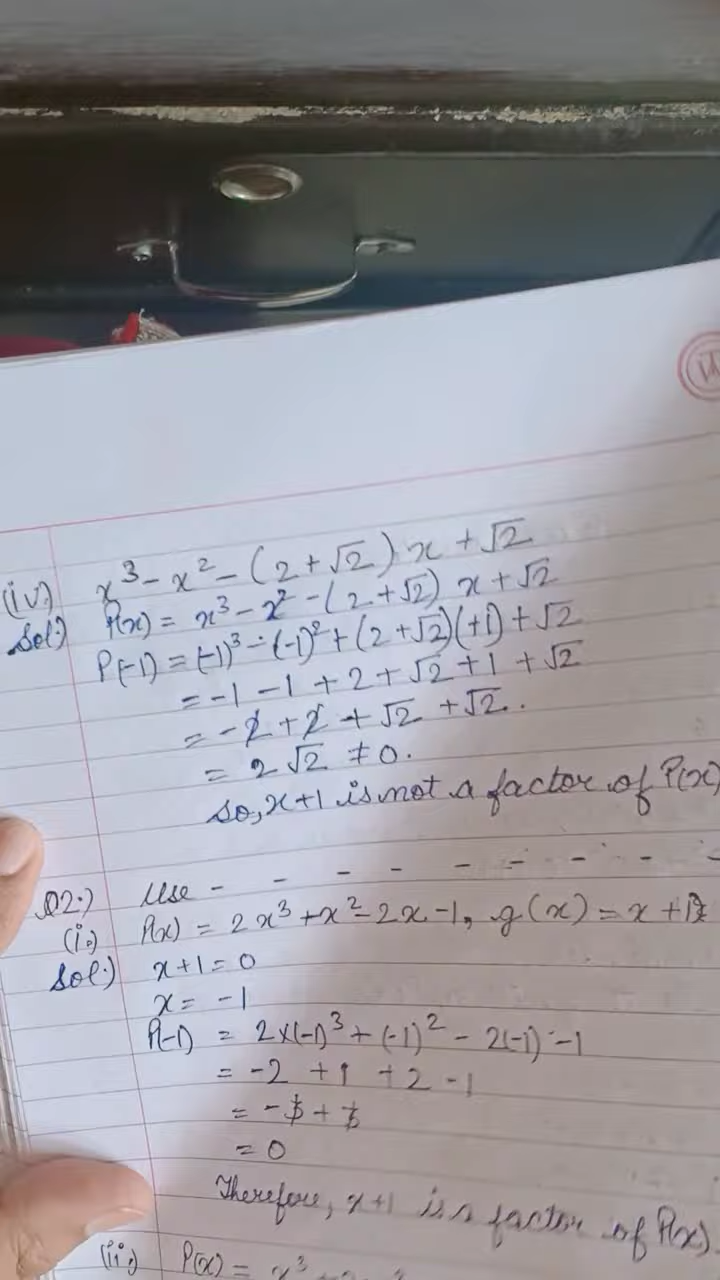 (iv) x³ - x² - (2 + √2) x + √2
Sol:) P(x) = x³ - x² - (2 + √2) x + √2
P(-1) = (-1)³ - (-1)² + (2 + √2)(+1) + √2
= -1 - 1 + 2 + √2 + 1 + √2
= -2 + 2 + √2 + √2.
= 2√2 ≠ 0.
So, x+1 is not a factor of P(x)
Q2:) Use - - - - - - - - -
(i.) P(x) = 2x³ + x² - 2x - 1, g(x) = x + 1
Sol:) x+1 = 0
x = -1
P(-1) = 2×(-1)³ + (-1)² - 2(-1) - 1
= -2 + 1 + 2 - 1
= -3 + 3
= 0
Therefore, x+1 is a factor of P(x).
(ii.) P(x) = x³